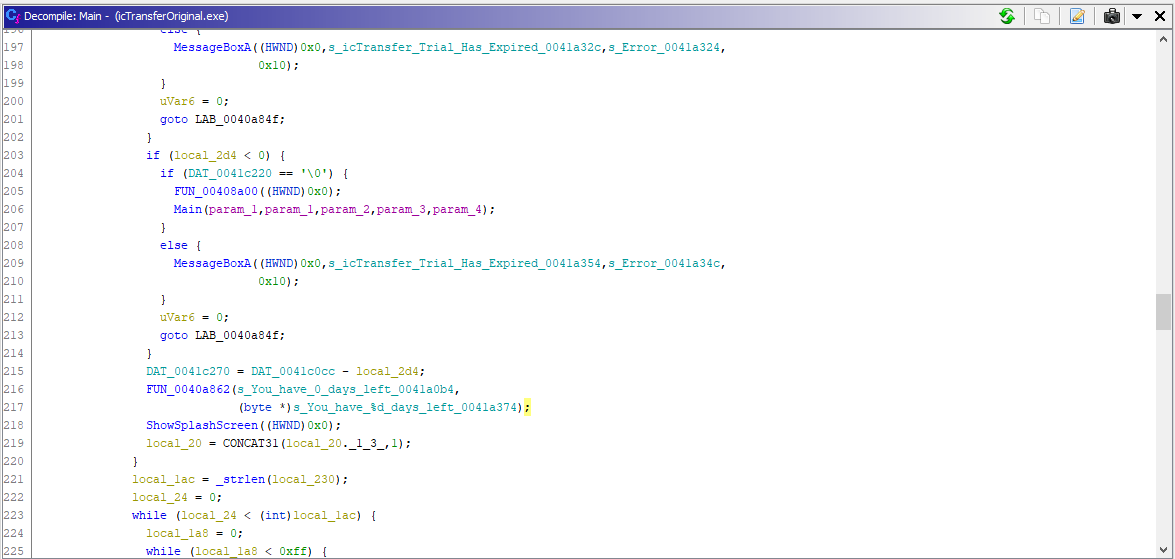 Decompile: Main - (icTransferOriginal.exe)
196 else {
197 MessageBoxA((HWND)0x0,s_icTransfer_Trial_Has_Expired_0041a32c,s_Error_0041a324,
198 0x10);
199 }
200 uVar6 = 0;
201 goto LAB_0040a84f;
202 }
203 if (local_2d4 < 0) {
204 if (DAT_0041c220 == '\0') {
205 FUN_00408a00((HWND)0x0);
206 Main(param_1,param_1,param_2,param_3,param_4);
207 }
208 else {
209 MessageBoxA((HWND)0x0,s_icTransfer_Trial_Has_Expired_0041a354,s_Error_0041a34c,
210 0x10);
211 }
212 uVar6 = 0;
213 goto LAB_0040a84f;
214 }
215 DAT_0041c270 = DAT_0041c0cc - local_2d4;
216 FUN_0040a862(s_You_have_0_days_left_0041a0b4,
217 (byte *)s_You_have_%d_days_left_0041a374);
218 ShowSplashScreen((HWND)0x0);
219 local_20 = CONCAT31(local_20._1_3_,1);
220 }
221 local_1ac = _strlen(local_230);
222 local_24 = 0;
223 while (local_24 < (int)local_1ac) {
224 local_1a8 = 0;
225 while (local_1a8 < 0xff) {